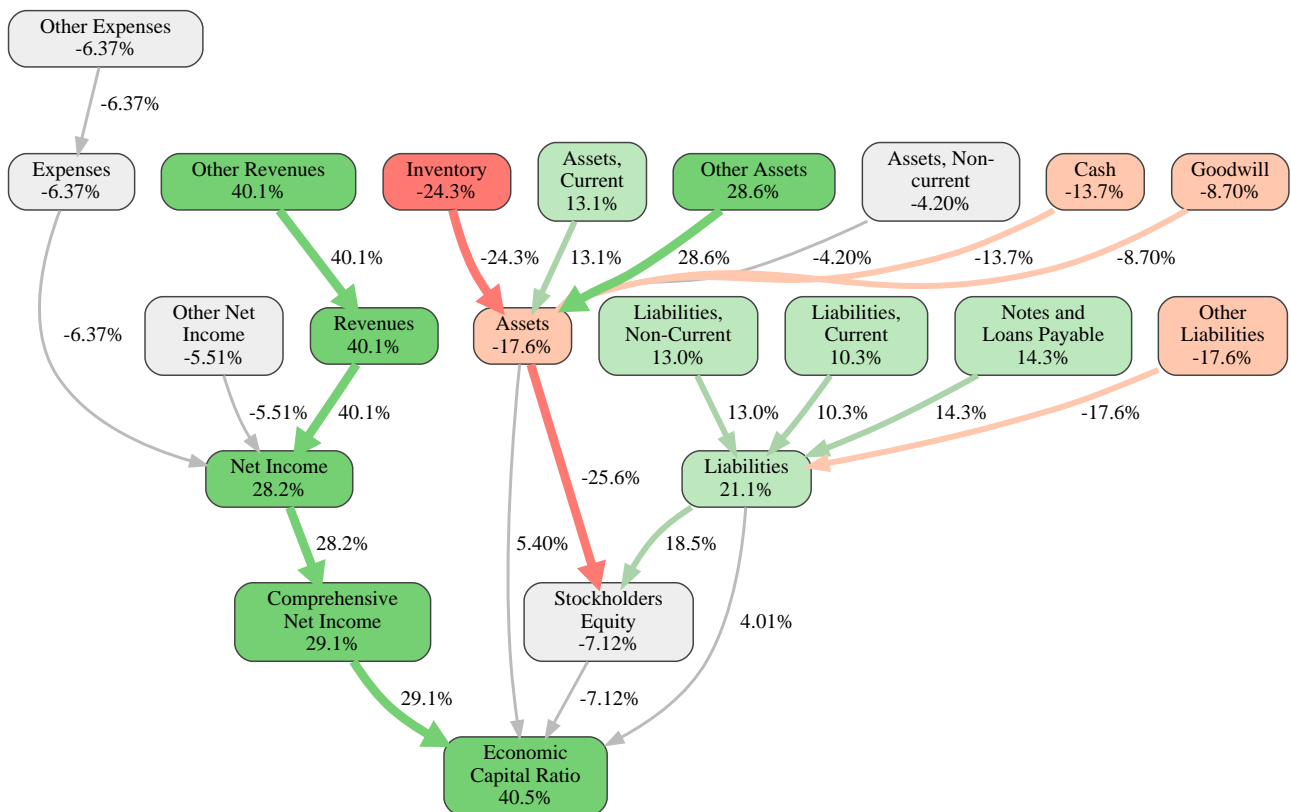 Other Expenses
-6.37%
-6.37%
Expenses
-6.37%
Other Revenues
40.1%
Inventory
-24.3%
Assets,
Current
13.1%
Other Assets
28.6%
Assets, Non-
current
-4.20%
Cash
-13.7%
Goodwill
-8.70%
40.1%
-24.3%
13.1%
28.6%
-4.20%
-13.7%
-8.70%
-6.37%
Other Net
Income
-5.51%
Revenues
40.1%
Assets
-17.6%
Liabilities,
Non-Current
13.0%
Liabilities,
Current
10.3%
Notes and
Loans Payable
14.3%
Other
Liabilities
-17.6%
-5.51%
40.1%
13.0%
10.3%
14.3%
-17.6%
Net Income
28.2%
-25.6%
Liabilities
21.1%
28.2%
5.40%
18.5%
Comprehensive
Net Income
29.1%
Stockholders
Equity
-7.12%
4.01%
29.1%
-7.12%
Economic
Capital Ratio
40.5%